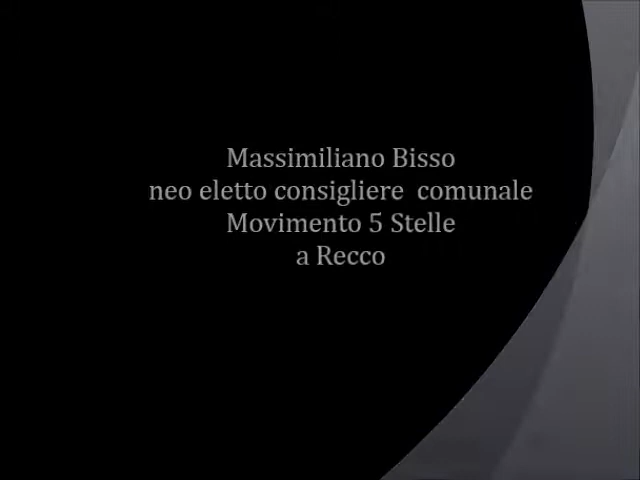 Massimiliano Bisso
neo eletto consigliere comunale
Movimento 5 Stelle
a Recco